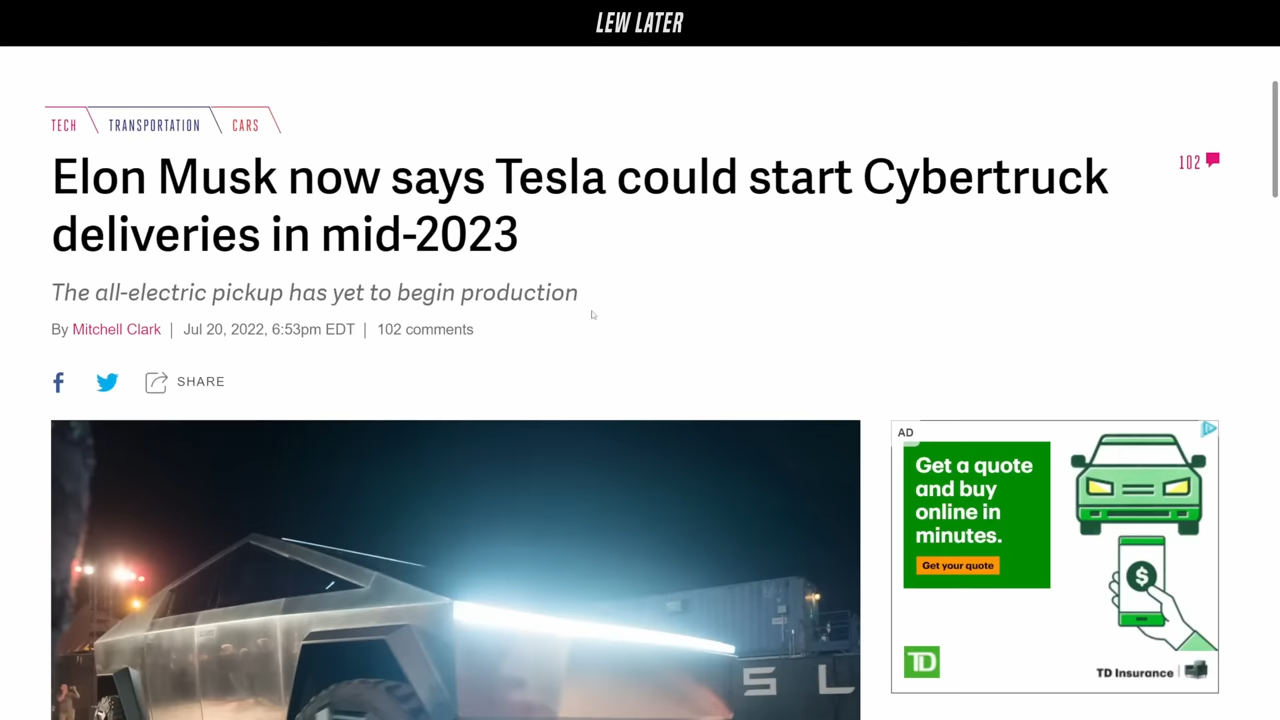 LEW LATER
TECH
TRANSPORTATION
CARS
Elon Musk now says Tesla could start Cybertruck
deliveries in mid-2023
102
The all-electric pickup has yet to begin production
By Mitchell Clark | Jul 20, 2022, 6:53pm EDT | 102 comments
f
SHARE
S L
AD
Get a quote
and buy
online in
minutes.
Get your quote
$
TD
TD Insurance